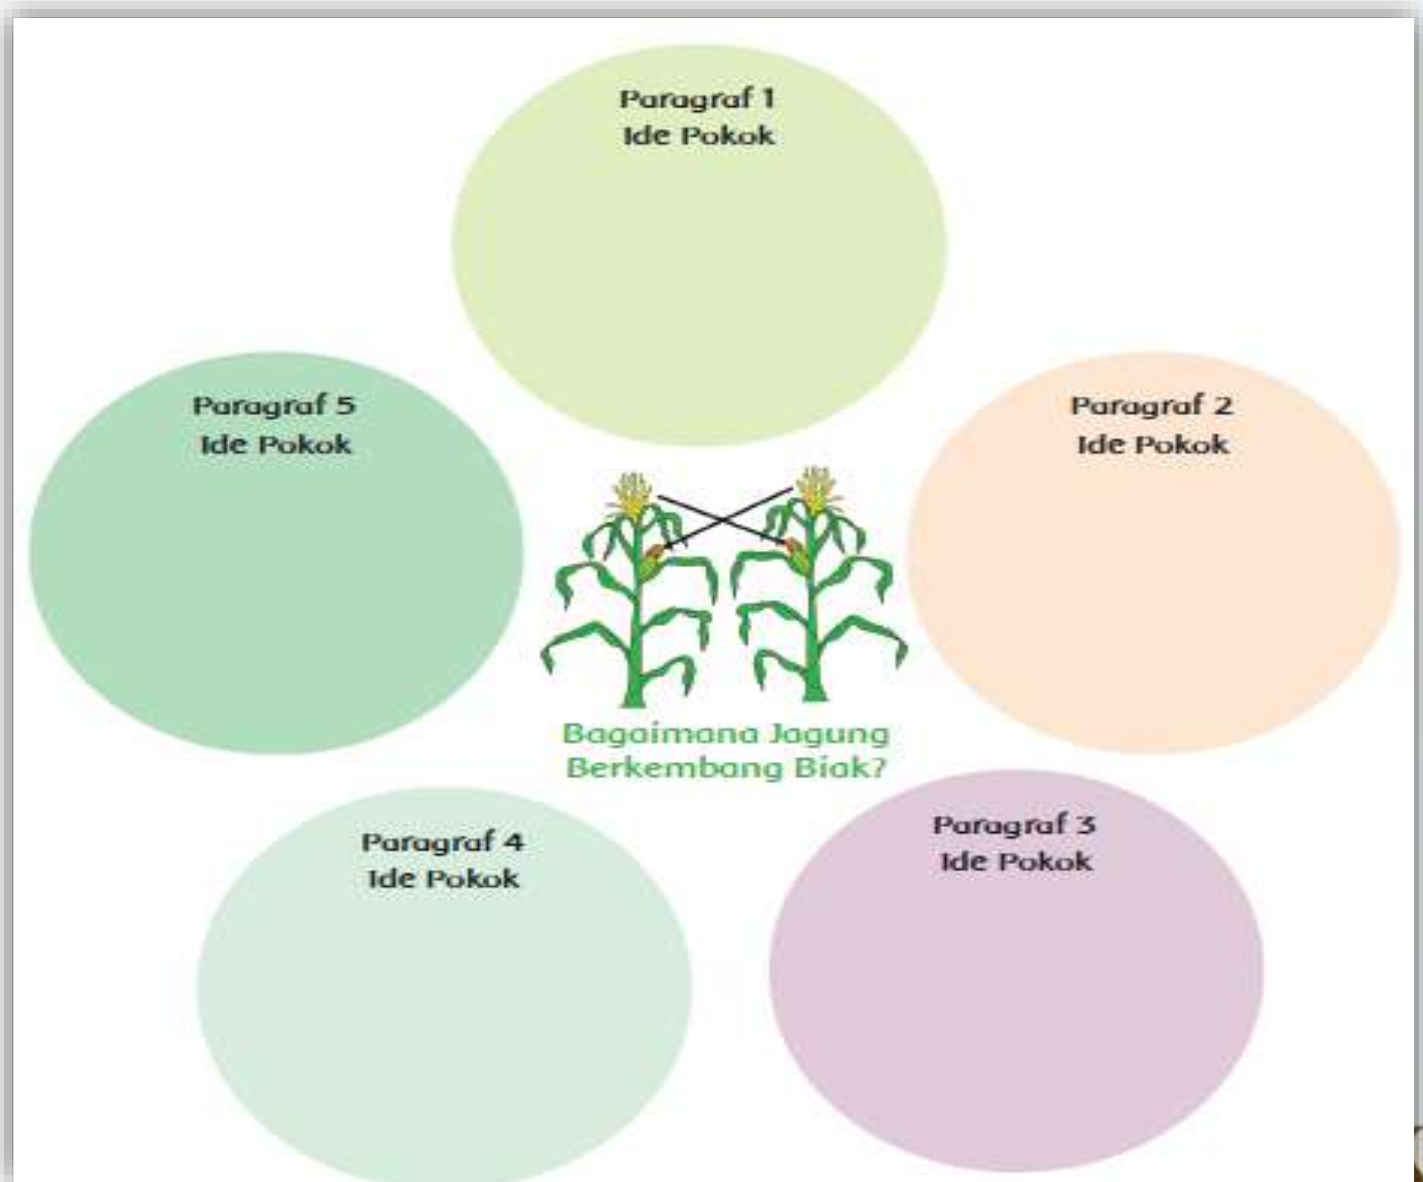 Paragraf 1
Ide Pokok
Paragraf 5
Ide Pokok
Paragraf 2
Ide Pokok
Bagaimana Jagung
Berkembang Biak?
Paragraf 4
Ide Pokok
Paragraf 3
Ide Pokok